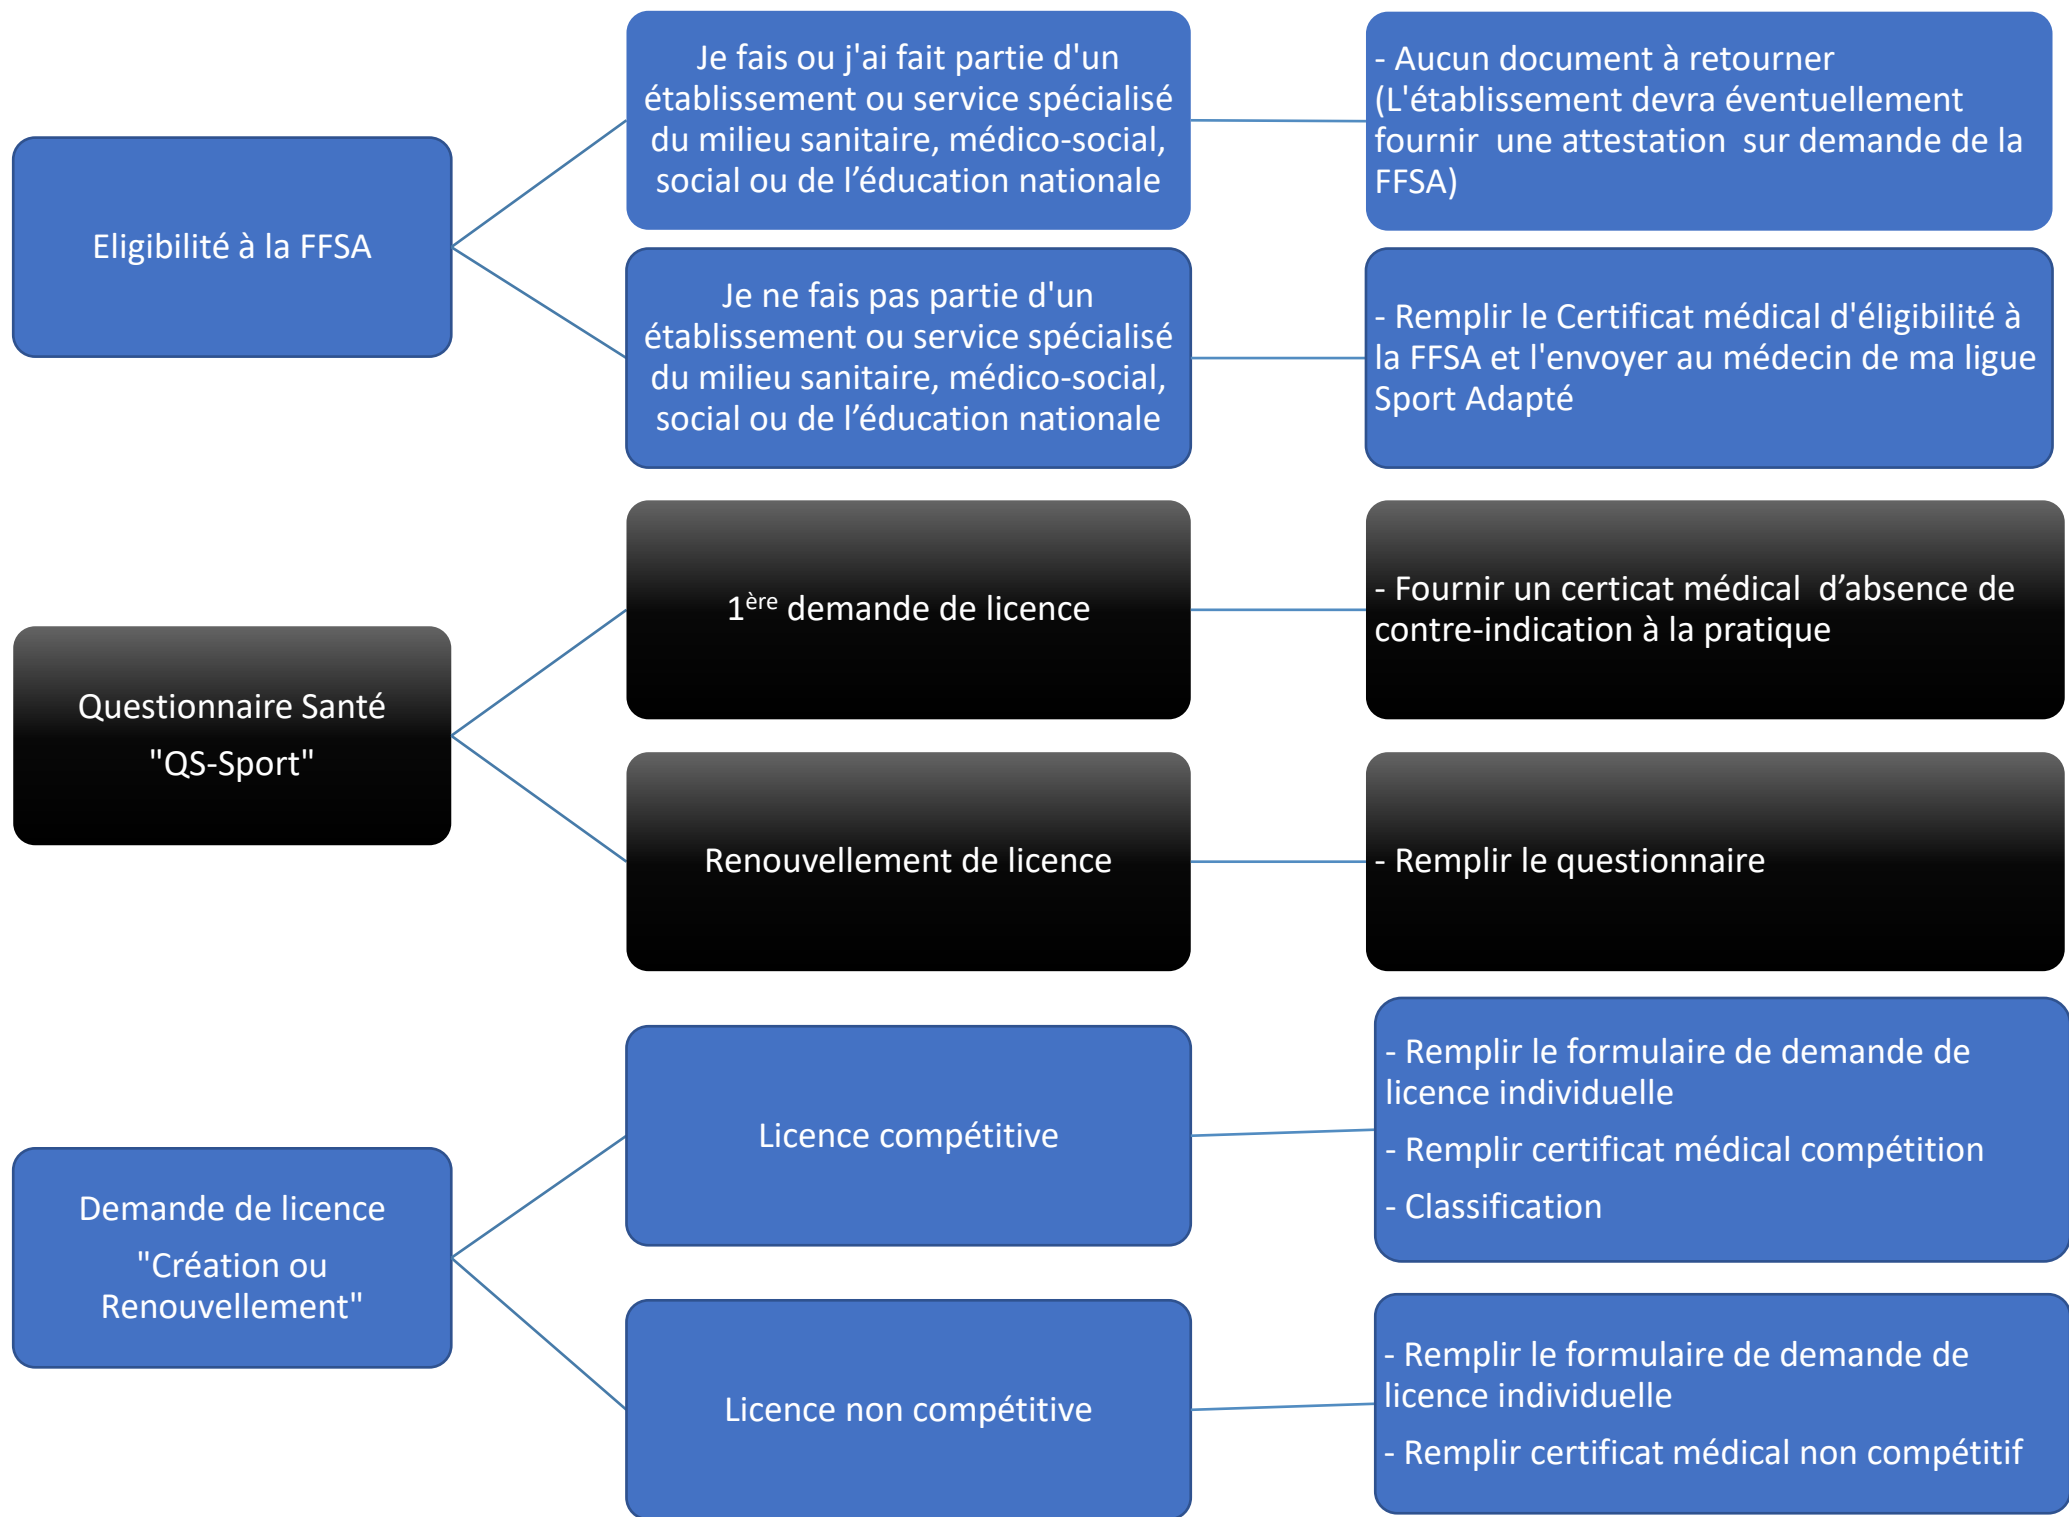 Eligibilité à la FFSA
Je fais ou j'ai fait partie d'un
établissement ou service spécialisé
du milieu sanitaire, médico-social,
social ou de l’éducation nationale
- Aucun document à retourner
(L'établissement devra éventuellement
fournir  une attestation  sur demande de la
FFSA)
Je ne fais pas partie d'un
établissement ou service spécialisé
du milieu sanitaire, médico-social,
social ou de l’éducation nationale
- Remplir le Certificat médical d'éligibilité à
la FFSA et l'envoyer au médecin de ma ligue
Sport Adapté
Questionnaire Santé
"QS-Sport"
1ère demande de licence
- Fournir un certicat médical  d’absence de
contre-indication à la pratique
Renouvellement de licence
- Remplir le questionnaire
Demande de licence
"Création ou
Renouvellement"
Licence compétitive
- Remplir le formulaire de demande de
licence individuelle
- Remplir certificat médical compétition
- Classification
Licence non compétitive
- Remplir le formulaire de demande de
licence individuelle
- Remplir certificat médical non compétitif